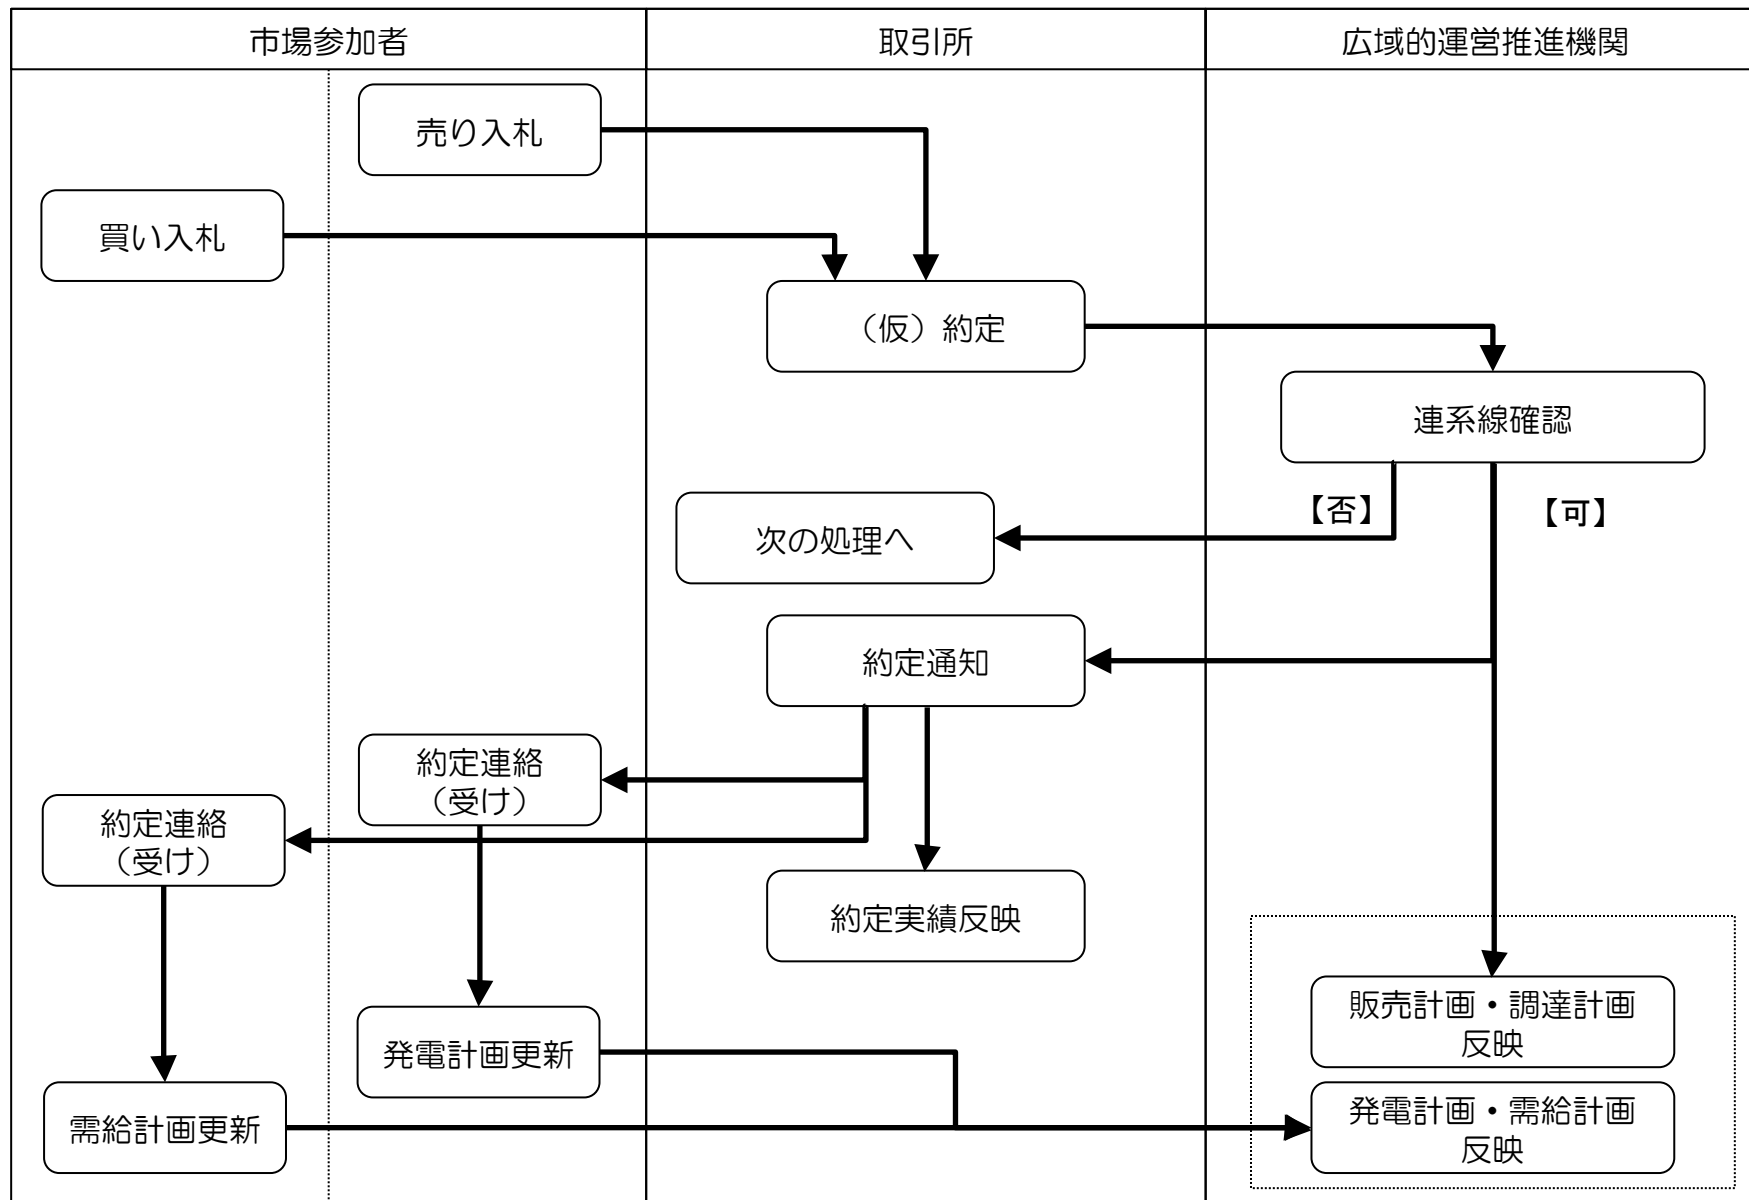 市場参加者
取引所
広域的運営推進機関
売り入札
買い入札
（仮）約定
連系線確認
【否】
【可】
次の処理へ
約定通知
約定連絡
（受け）
約定連絡
（受け）
約定実績反映
販売計画・調達計画
反映
発電計画更新
需給計画更新
発電計画・需給計画
反映